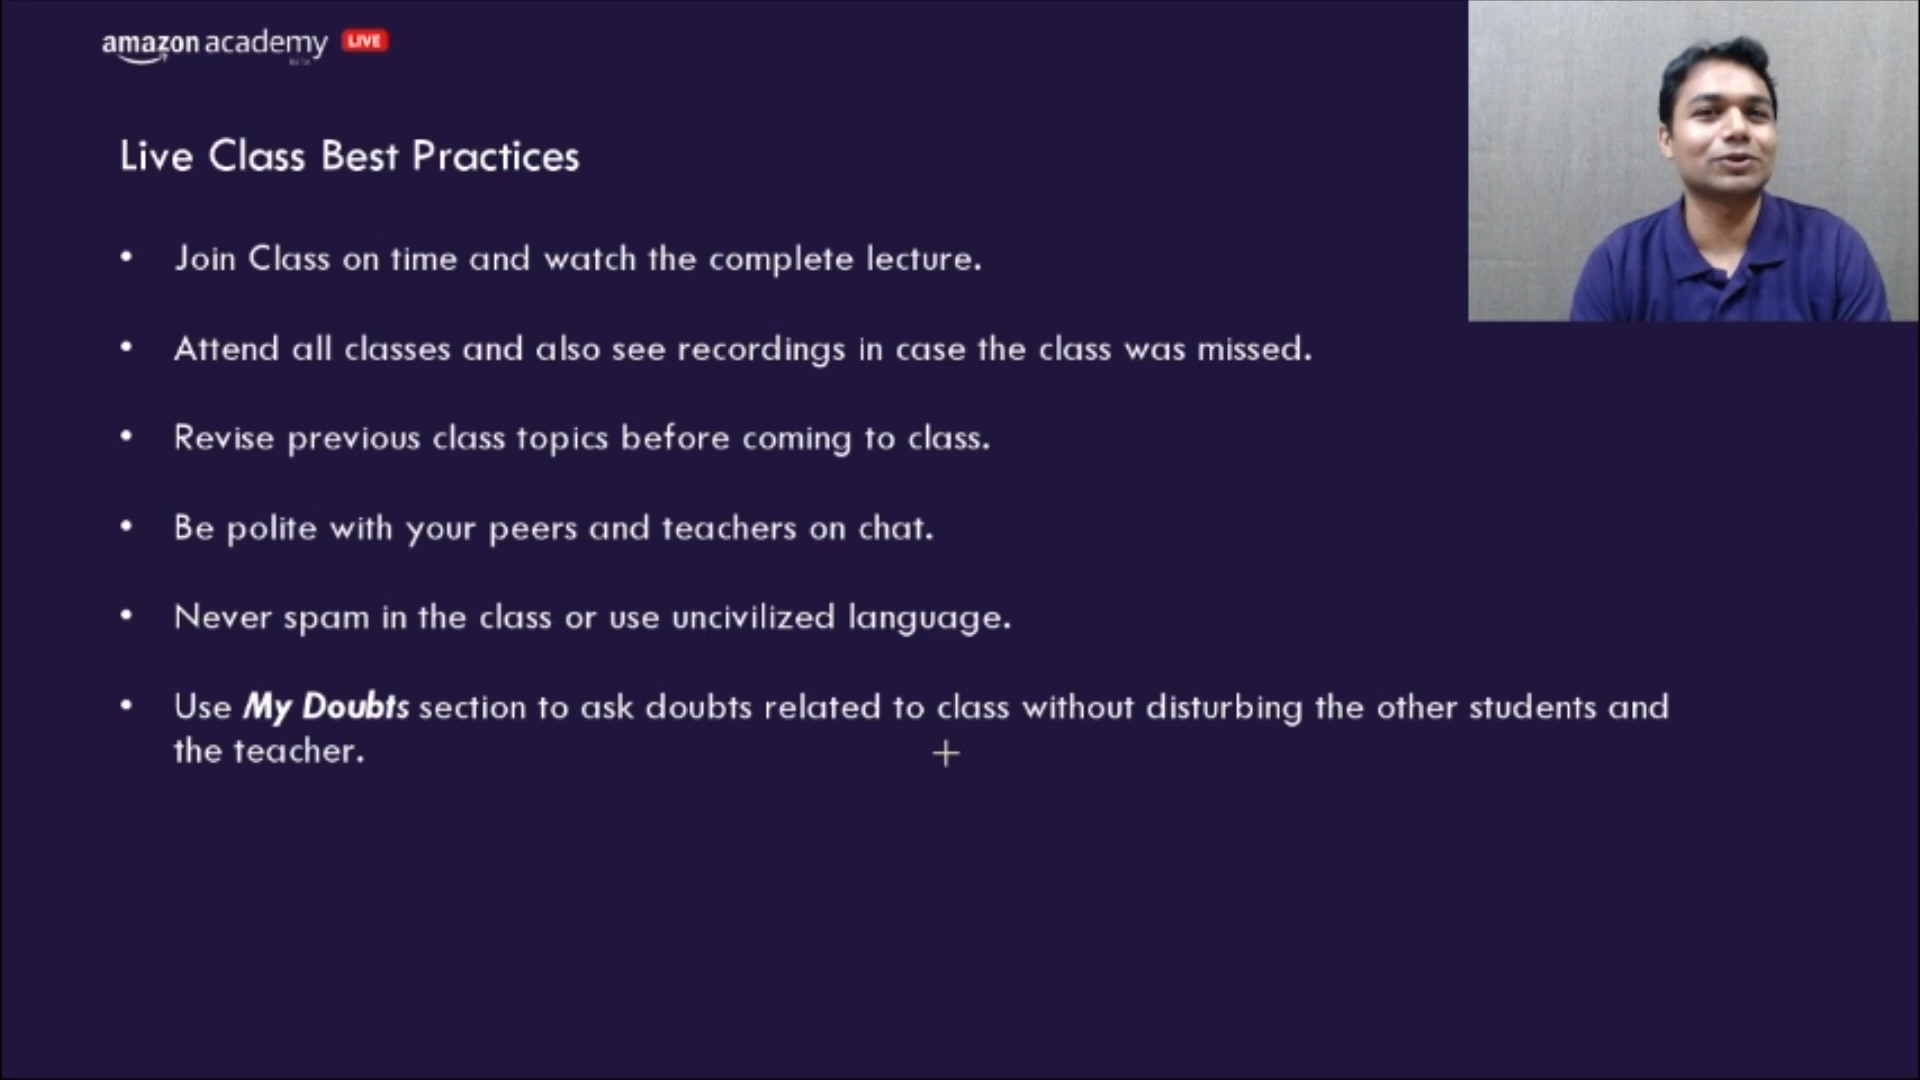 amazon academy LIVE
BETA
Live Class Best Practices
• Join Class on time and watch the complete lecture.
• Attend all classes and also see recordings in case the class was missed.
• Revise previous class topics before coming to class.
• Be polite with your peers and teachers on chat.
• Never spam in the class or use uncivilized language.
• Use My Doubts section to ask doubts related to class without disturbing the other students and
the teacher.